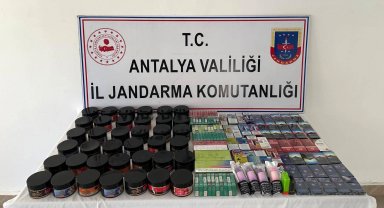 T.C.
ANTALYA VALİLİĞİ
İL JANDARMA KOMUTANLIĞI